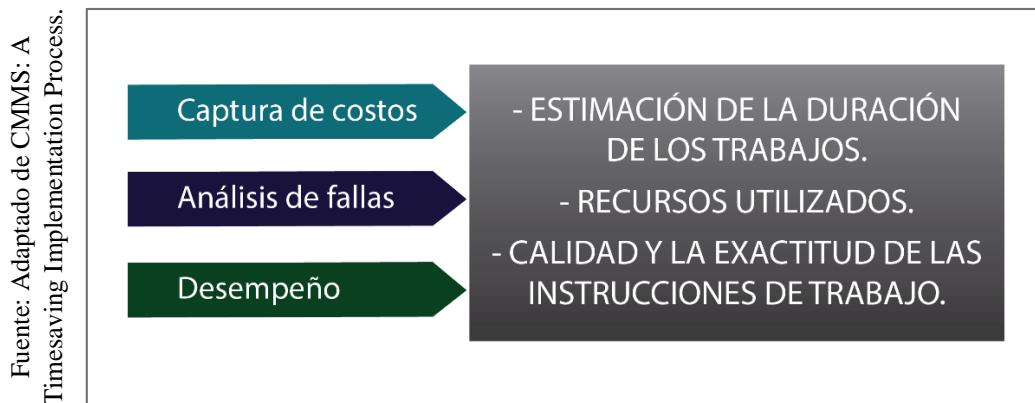 Fuente: Adaptado de CMMS: A
Timesaving Implementation Process.
Captura de costos
Análisis de fallas
Desempeño
- ESTIMACIÓN DE LA DURACIÓN
DE LOS TRABAJOS.
- RECURSOS UTILIZADOS.
- CALIDAD Y LA EXACTITUD DE LAS
INSTRUCCIONES DE TRABAJO.